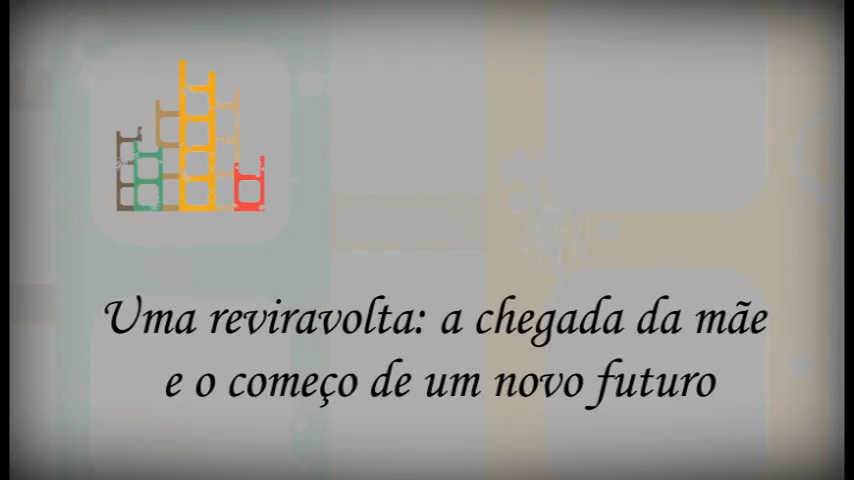 Uma reviravolta: a chegada da mãe
e o começo de um novo futuro